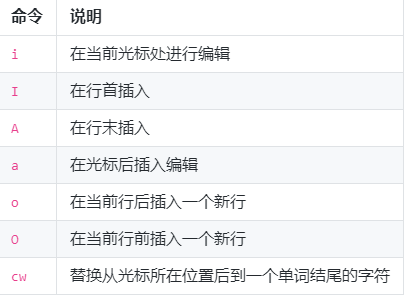 命令 说明
i 在当前光标处进行编辑
I 在行首插入
A 在行末插入
a 在光标后插入编辑
o 在当前行后插入一个新行
O 在当前行前插入一个新行
cw 替换从光标所在位置后到一个单词结尾的字符